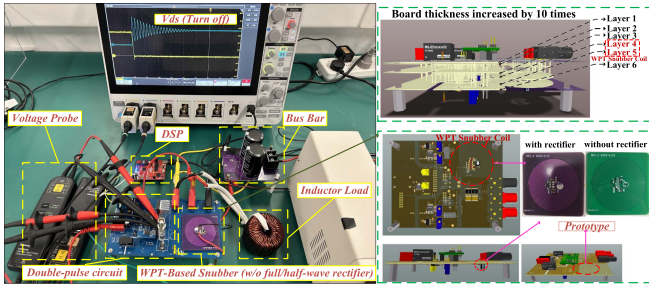 Vds (Turn off)
Voltage Probe
DSP
Bus Bar
Inductor Load
Double-pulse circuit
WPT-Based Snubber (w/o full/half-wave rectifier)
Board thickness increased by 10 times
Layer 1
Layer 2
Layer 3
Layer 4
Layer 5
WPT Snubber Coil
Layer 6
WPT Snubber Coil
with rectifier
without rectifier
Prototype